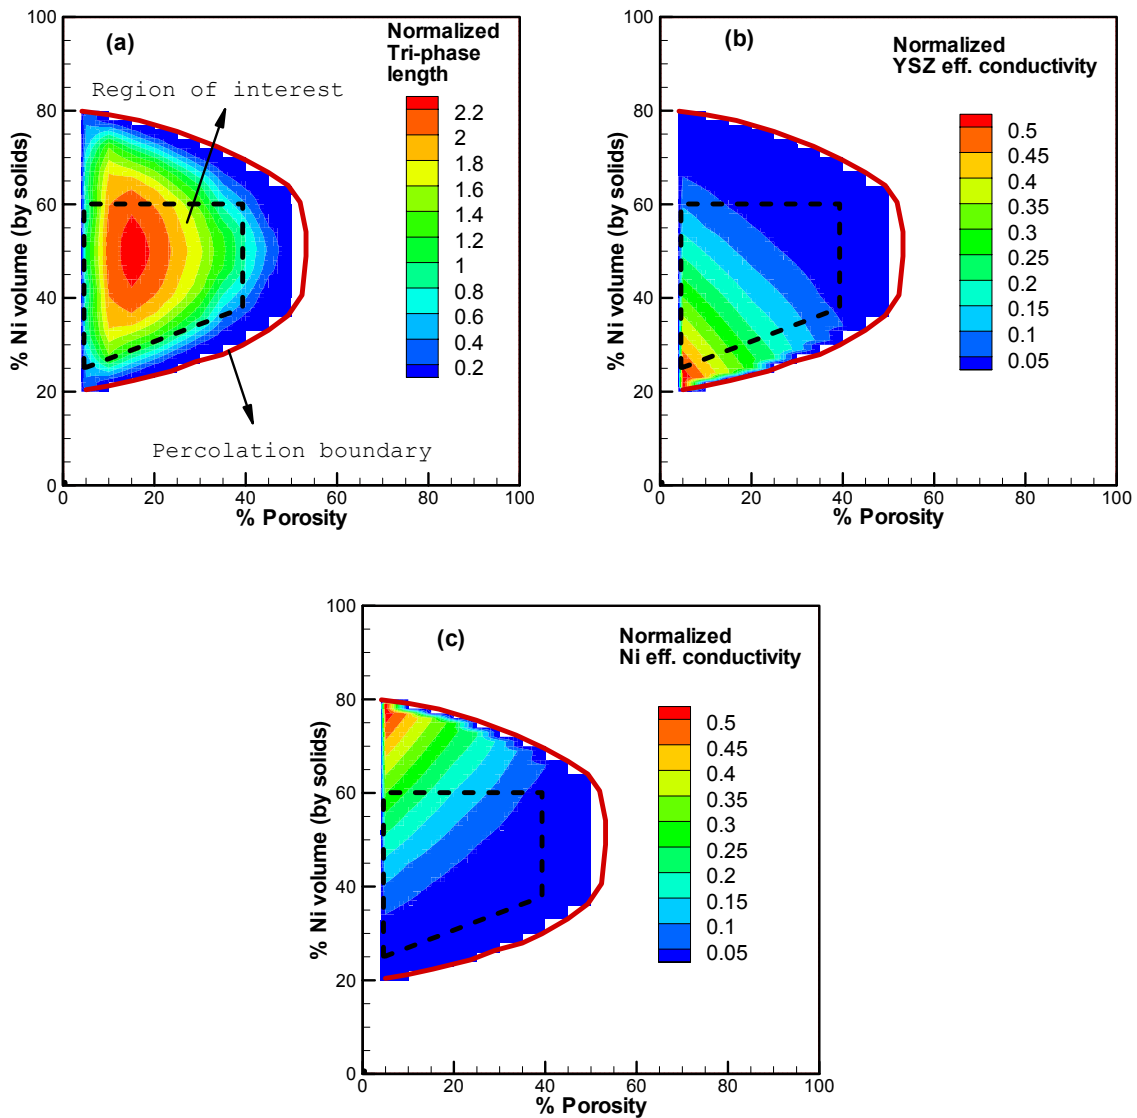 (a)
Normalized
Tri-phase
length
Region of interest
2.2
2
1.8
1.6
1.4
1.2
1
0.8
0.6
0.4
0.2
Percolation boundary
100
80
60
40
20
0
% Ni volume (by solids)
0 20 40 60 80 100
% Porosity
(b)
Normalized
YSZ eff. conductivity
0.5
0.45
0.4
0.35
0.3
0.25
0.2
0.15
0.1
0.05
100
80
60
40
20
0
% Ni volume (by solids)
0 20 40 60 80 100
% Porosity
(c)
Normalized
Ni eff. conductivity
0.5
0.45
0.4
0.35
0.3
0.25
0.2
0.15
0.1
0.05
100
80
60
40
20
0
% Ni volume (by solids)
0 20 40 60 80 100
% Porosity